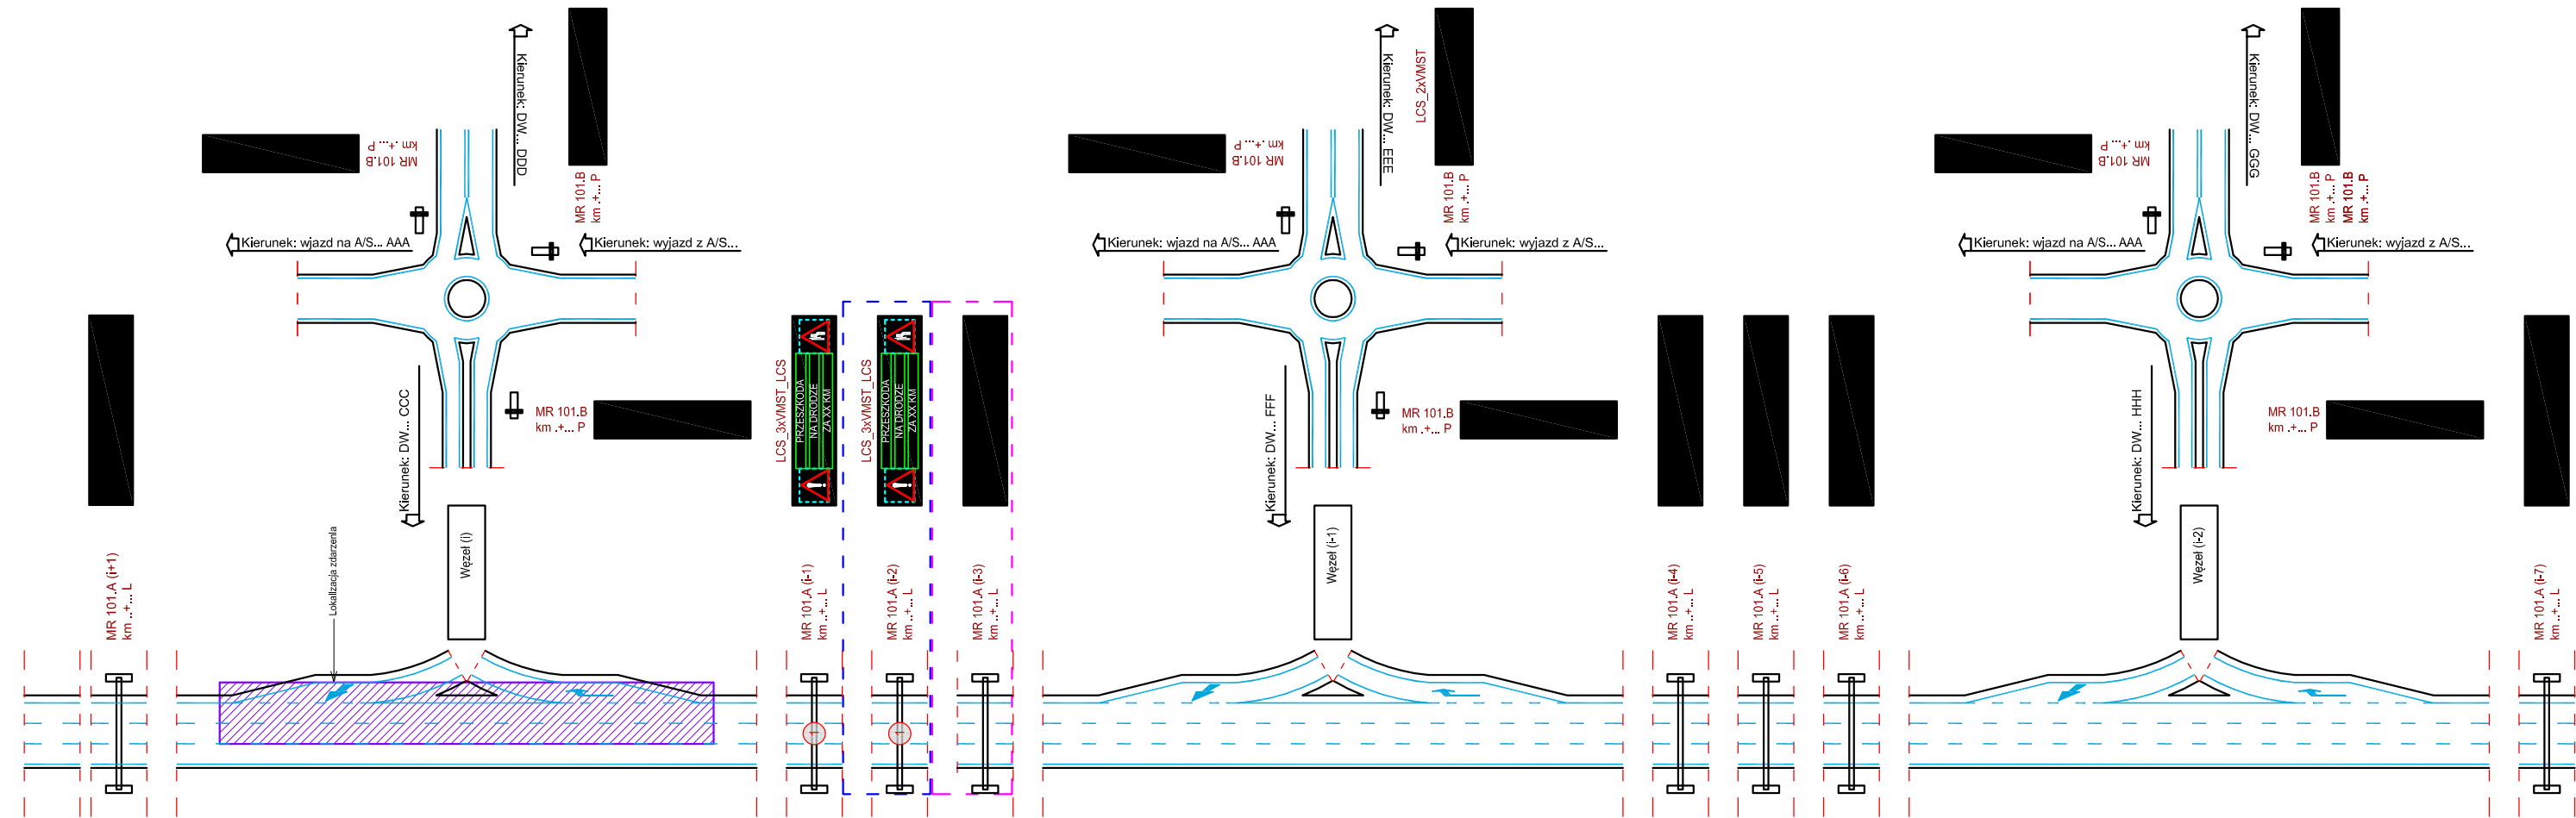 Kierunek: DW... DDD
MR 101.B
km .+... P
MR 101.B
km .+... P
Kierunek: wjazd na A/S... AAA
Kierunek: wyjazd z A/S...
Kierunek: DW... CCC
MR 101.B
km .+... P
Węzeł (i)
Lokalizacja zdarzenia
MR 101.A (i+1)
km ..+... L
LCS_3xVMST_LCS
PRZESZKODA
NA DRODZE
ZA XX KM
MR 101.A (i-1)
km ..+... L
1
LCS_3xVMST_LCS
PRZESZKODA
NA DRODZE
ZA XX KM
MR 101.A (i-2)
km ..+... L
1
MR 101.A (i-3)
km ..+... L
Kierunek: DW... EEE
LCS_2xVMST
MR 101.B
km .+... P
MR 101.B
km .+... P
Kierunek: wjazd na A/S... AAA
Kierunek: wyjazd z A/S...
Kierunek: DW... FFF
MR 101.B
km .+... P
Węzeł (i-1)
MR 101.A (i-4)
km ..+... L
MR 101.A (i-5)
km ..+... L
MR 101.A (i-6)
km ..+... L
Kierunek: DW... GGG
MR 101.B
km .+... P
MR 101.B
km .+... P
MR 101.B
km .+... P
Kierunek: wjazd na A/S... AAA
Kierunek: wyjazd z A/S...
Kierunek: DW... HHH
MR 101.B
km .+... P
Węzeł (i-2)
MR 101.A (i-7)
km ..+... L